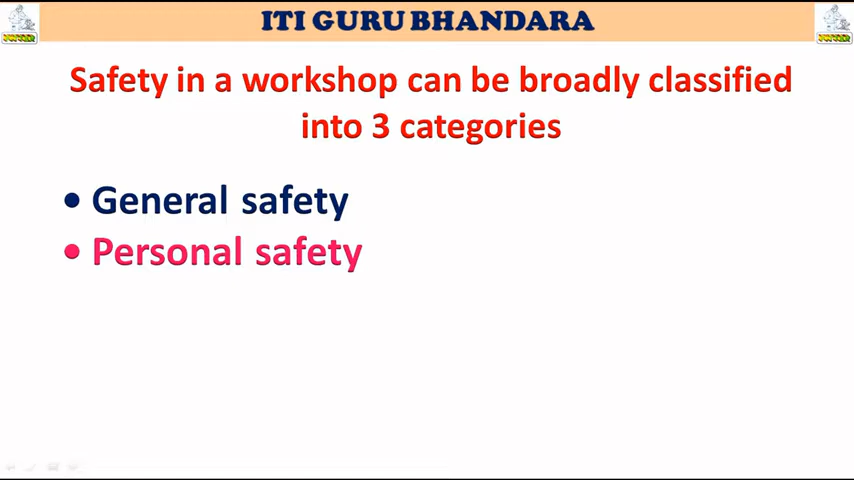 ITI GURU BHANDARA
Safety in a workshop can be broadly classified
into 3 categories
• General safety
• Personal safety